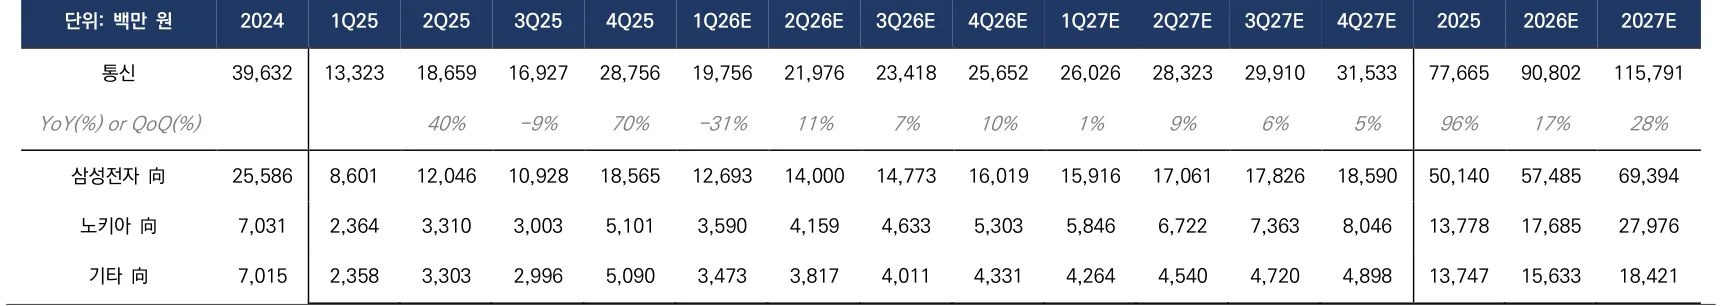 단위: 백만 원 2024 1Q25 2Q25 3Q25 4Q25 1Q26E 2Q26E 3Q26E 4Q26E 1Q27E 2Q27E 3Q27E 4Q27E 2025 2026E 2027E
통신 39,632 13,323 18,659 16,927 28,756 19,756 21,976 23,418 25,652 26,026 28,323 29,910 31,533 77,665 90,802 115,791
YoY(%) or QoQ(%) 40% -9% 70% -31% 11% 7% 10% 1% 9% 6% 5% 96% 17% 28%
삼성전자 向 25,586 8,601 12,046 10,928 18,565 12,693 14,000 14,773 16,019 15,916 17,061 17,826 18,590 50,140 57,485 69,394
노키아 向 7,031 2,364 3,310 3,003 5,101 3,590 4,159 4,633 5,303 5,846 6,722 7,363 8,046 13,778 17,685 27,976
기타 向 7,015 2,358 3,303 2,996 5,090 3,473 3,817 4,011 4,331 4,264 4,540 4,720 4,898 13,747 15,633 18,421